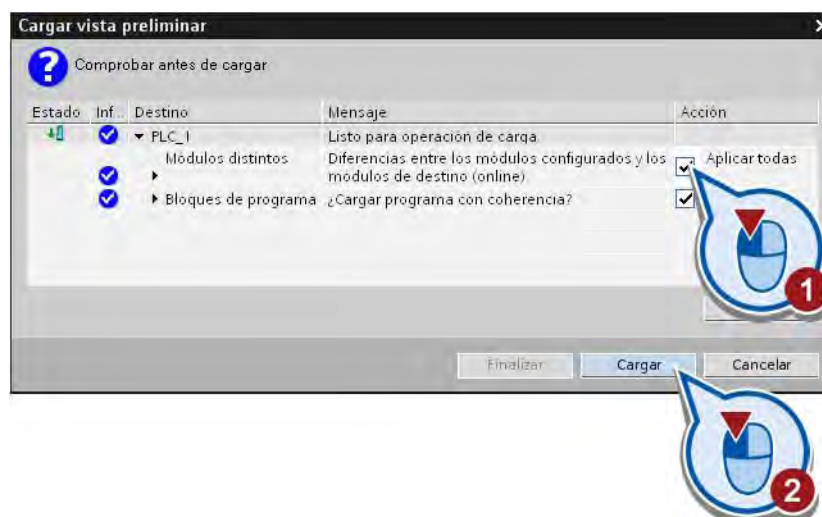 Cargar vista preliminar
Comprobar antes de cargar
Estado Inf... Destino Mensaje Acción
PLC_1 Listo para operación de carga.
Módulos distintos Diferencias entre los módulos configurados y los Aplicar todas
módulos de destino (online)
Bloques de programa ¿Cargar programa con coherencia?
1
Finalizar Cargar Cancelar
2